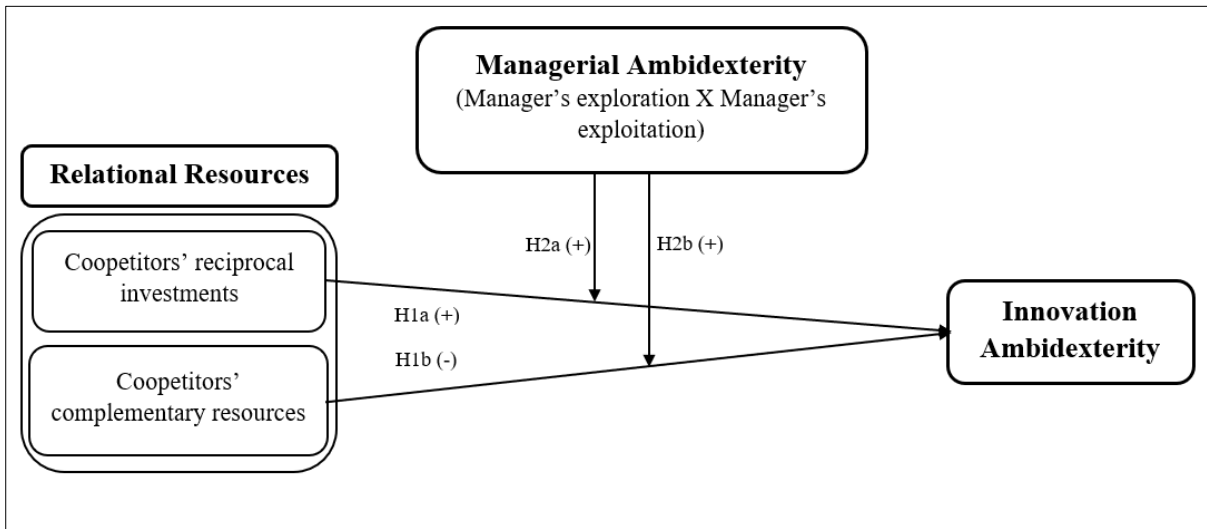 Managerial Ambidexterity
(Manager’s exploration X Manager’s
exploitation)
Relational Resources
Coopetitors’ reciprocal
investments
Coopetitors’
complementary resources
H2a (+)
H2b (+)
H1a (+)
H1b (-)
Innovation
Ambidexterity